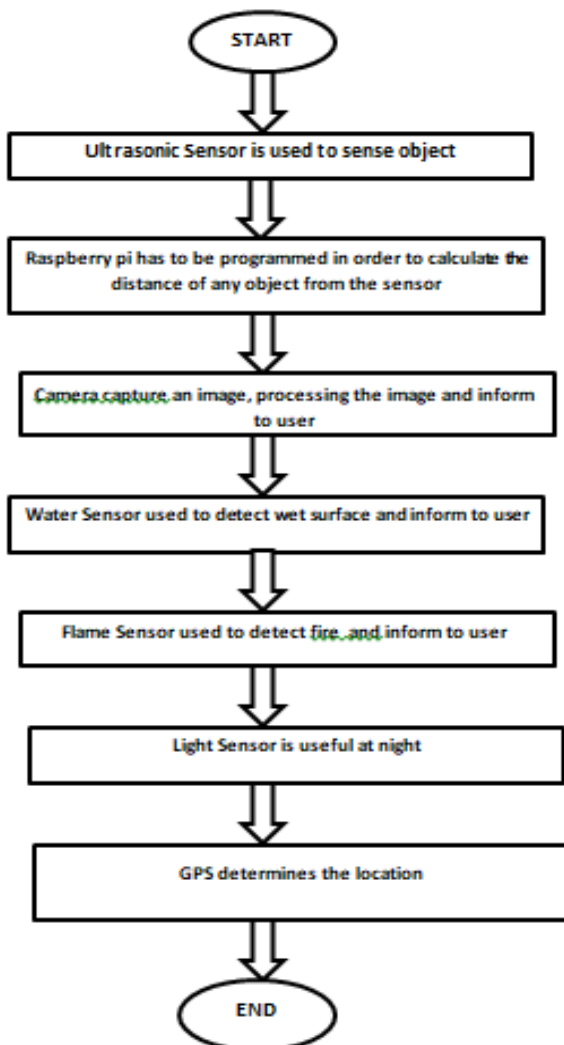 START
Ultrasonic Sensor is used to sense object
Raspberry pi has to be programmed in order to calculate the
distance of any object from the sensor
Camera capture an image, processing the image and inform
to user
Water Sensor used to detect wet surface and inform to user
Flame Sensor used to detect fire and inform to user
Light Sensor is useful at night
GPS determines the location
END